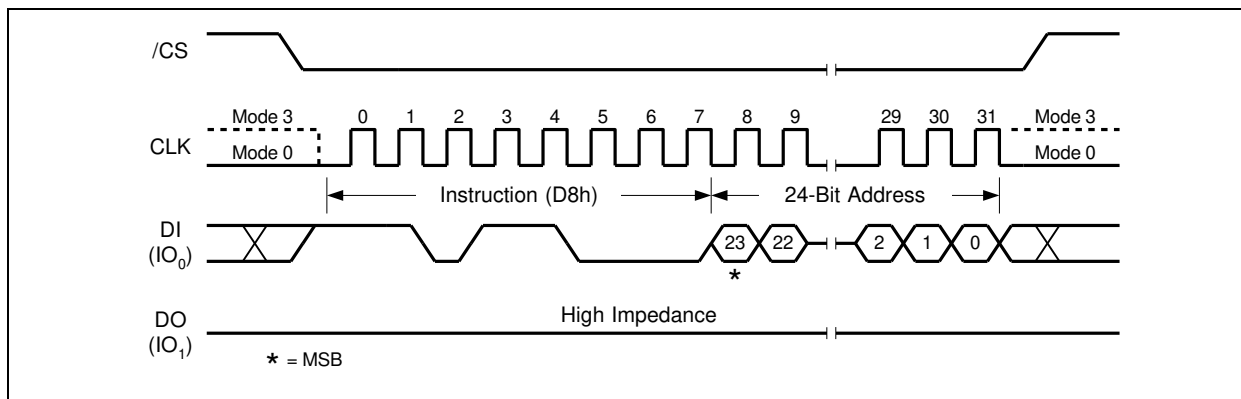 /CS
Mode 3 0 1 2 3 4 5 6 7 8 9 29 30 31 Mode 3
CLK
Mode 0 Mode 0
Instruction (D8h) 24-Bit Address
DI
(IO0)
23 22 2 1 0
*
High Impedance
DO
(IO1)
* = MSB